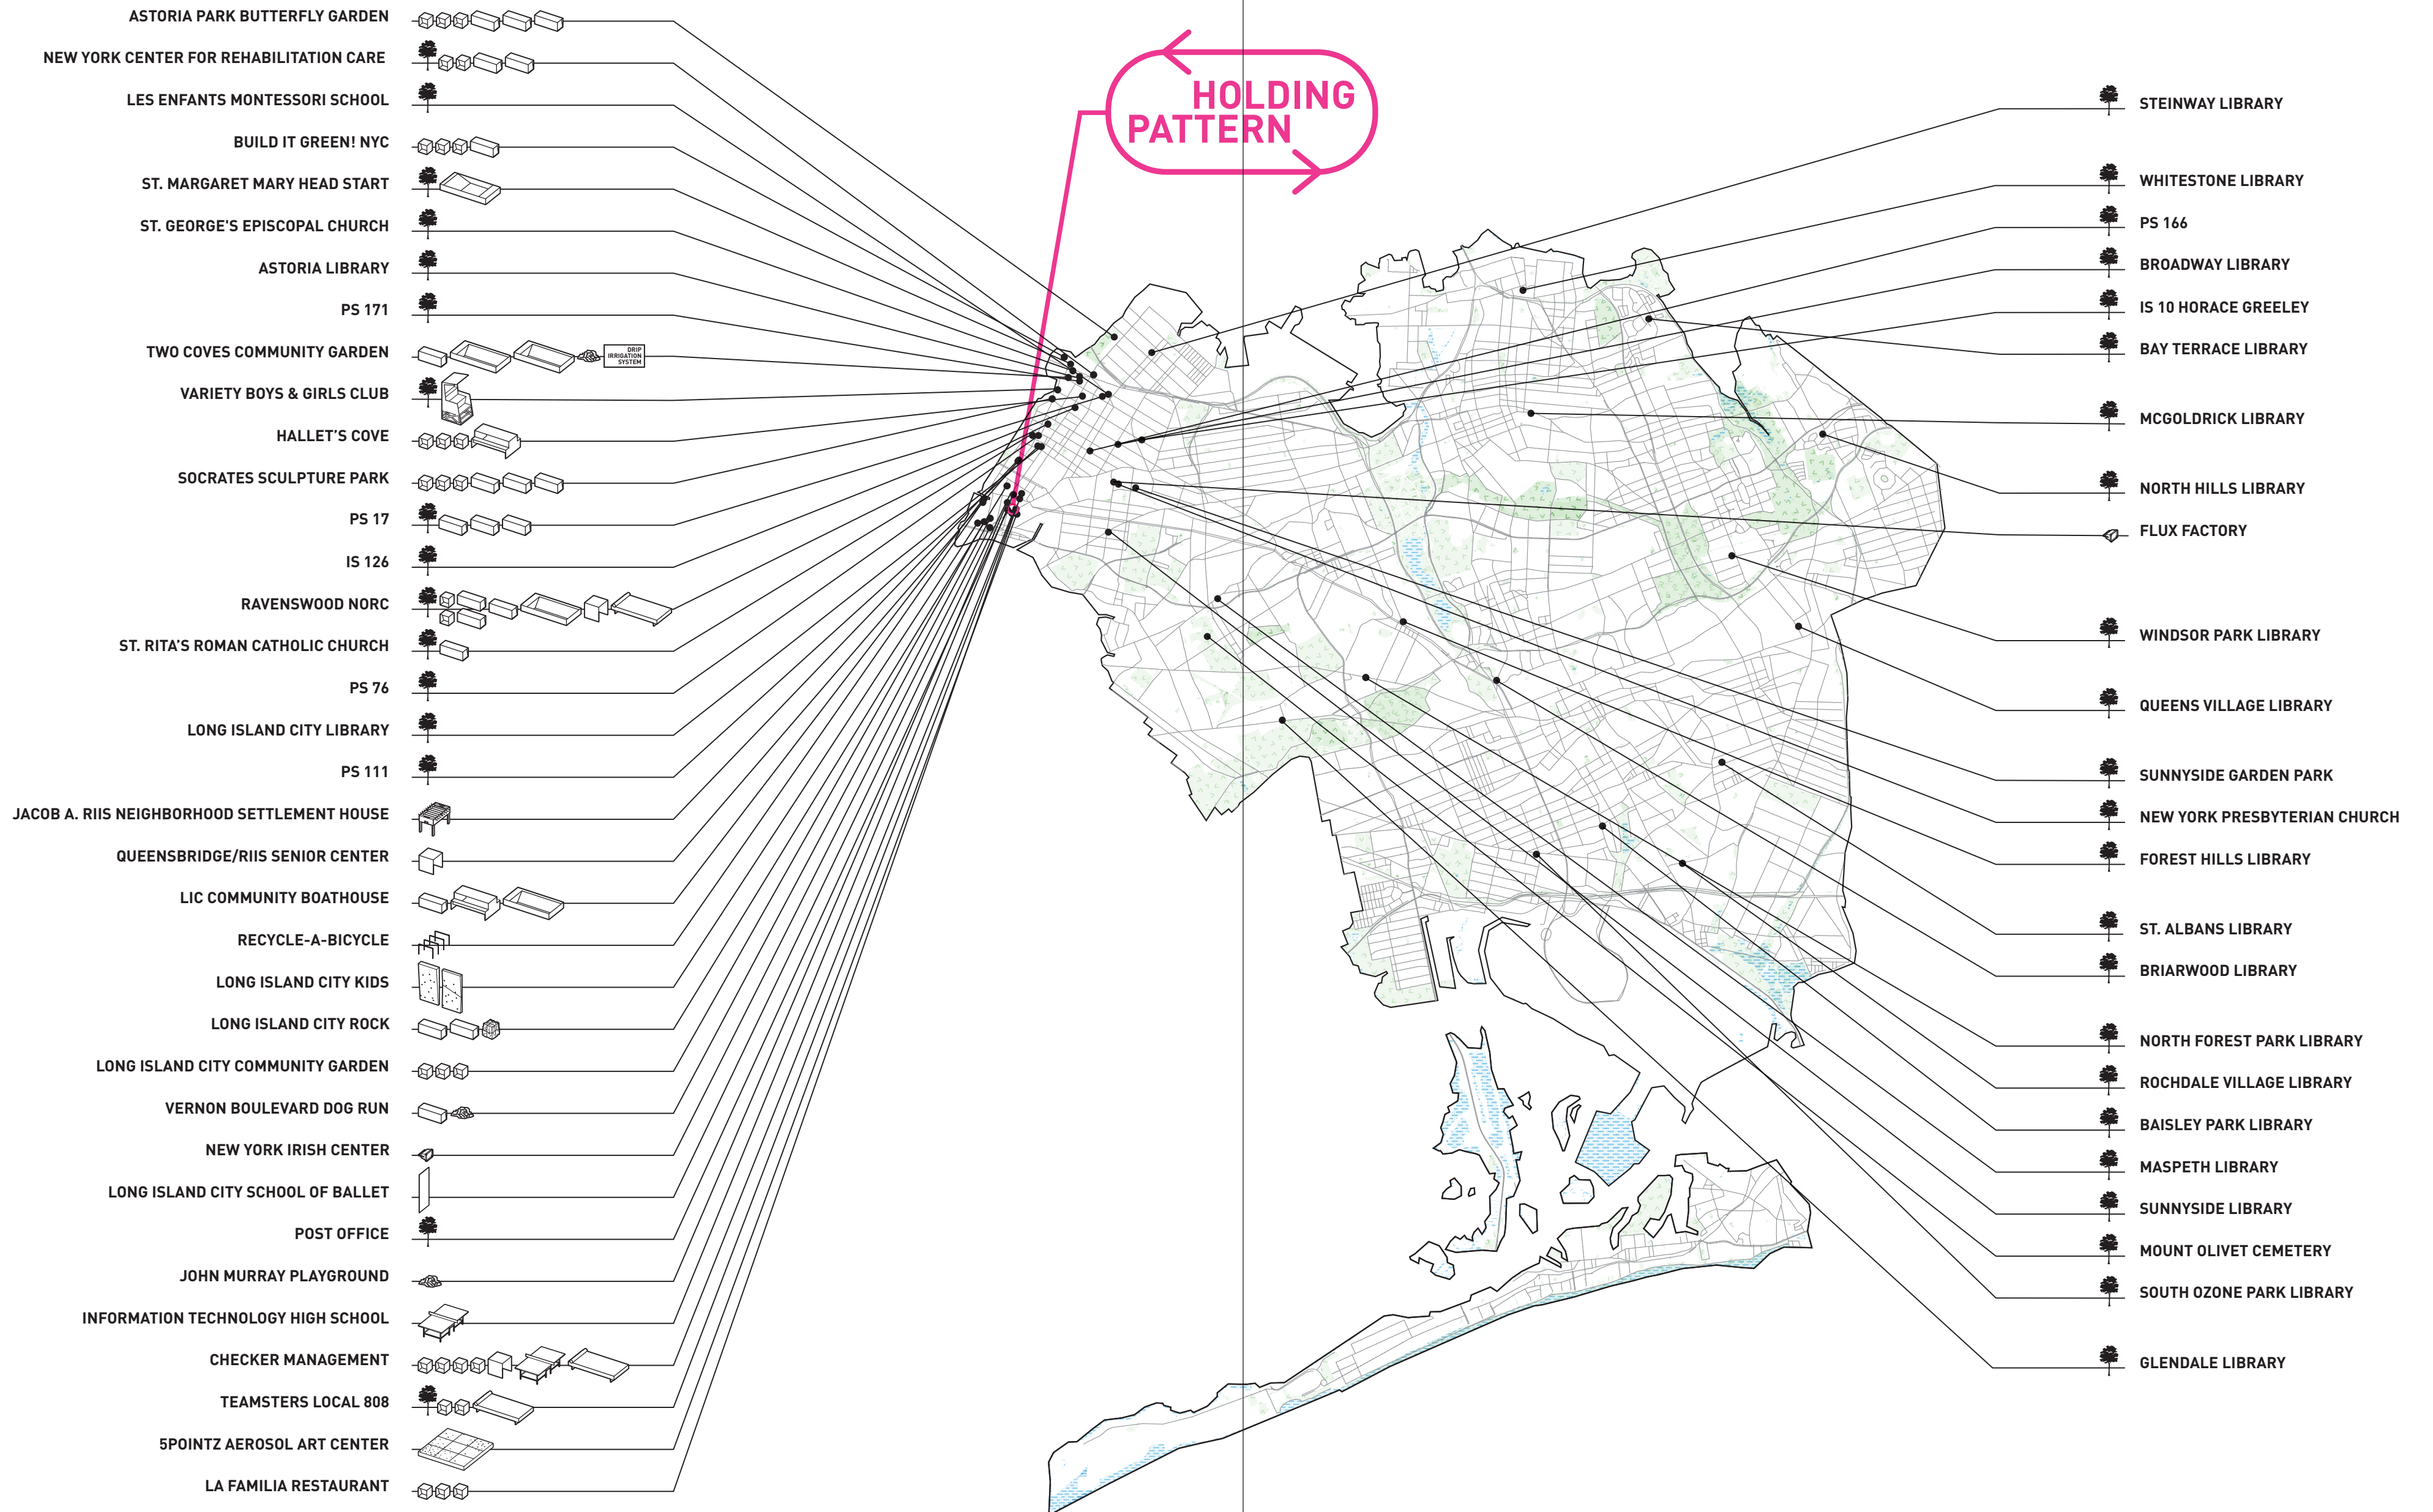 ASTORIA PARK BUTTERFLY GARDEN
NEW YORK CENTER FOR REHABILITATION CARE
LES ENFANTS MONTESSORI SCHOOL
BUILD IT GREEN! NYC
ST. MARGARET MARY HEAD START
ST. GEORGE'S EPISCOPAL CHURCH
ASTORIA LIBRARY
PS 171
TWO COVES COMMUNITY GARDEN
DRIP
IRRIGATION
SYSTEM
VARIETY BOYS & GIRLS CLUB
HALLET'S COVE
SOCRATES SCULPTURE PARK
PS 17
IS 126
RAVENSWOOD NORC
ST. RITA'S ROMAN CATHOLIC CHURCH
PS 76
LONG ISLAND CITY LIBRARY
PS 111
JACOB A. RIIS NEIGHBORHOOD SETTLEMENT HOUSE
QUEENSBRIDGE/RIIS SENIOR CENTER
LIC COMMUNITY BOATHOUSE
RECYCLE-A-BICYCLE
LONG ISLAND CITY KIDS
LONG ISLAND CITY ROCK
LONG ISLAND CITY COMMUNITY GARDEN
VERNON BOULEVARD DOG RUN
NEW YORK IRISH CENTER
LONG ISLAND CITY SCHOOL OF BALLET
POST OFFICE
JOHN MURRAY PLAYGROUND
INFORMATION TECHNOLOGY HIGH SCHOOL
CHECKER MANAGEMENT
TEAMSTERS LOCAL 808
5POINTZ AEROSOL ART CENTER
LA FAMILIA RESTAURANT
HOLDING
PATTERN
STEINWAY LIBRARY
WHITESTONE LIBRARY
PS 166
BROADWAY LIBRARY
IS 10 HORACE GREELEY
BAY TERRACE LIBRARY
MCGOLDRICK LIBRARY
NORTH HILLS LIBRARY
FLUX FACTORY
WINDSOR PARK LIBRARY
QUEENS VILLAGE LIBRARY
SUNNYSIDE GARDEN PARK
NEW YORK PRESBYTERIAN CHURCH
FOREST HILLS LIBRARY
ST. ALBANS LIBRARY
BRIARWOOD LIBRARY
NORTH FOREST PARK LIBRARY
ROCHDALE VILLAGE LIBRARY
BAISLEY PARK LIBRARY
MASPETH LIBRARY
SUNNYSIDE LIBRARY
MOUNT OLIVET CEMETERY
SOUTH OZONE PARK LIBRARY
GLENDALE LIBRARY